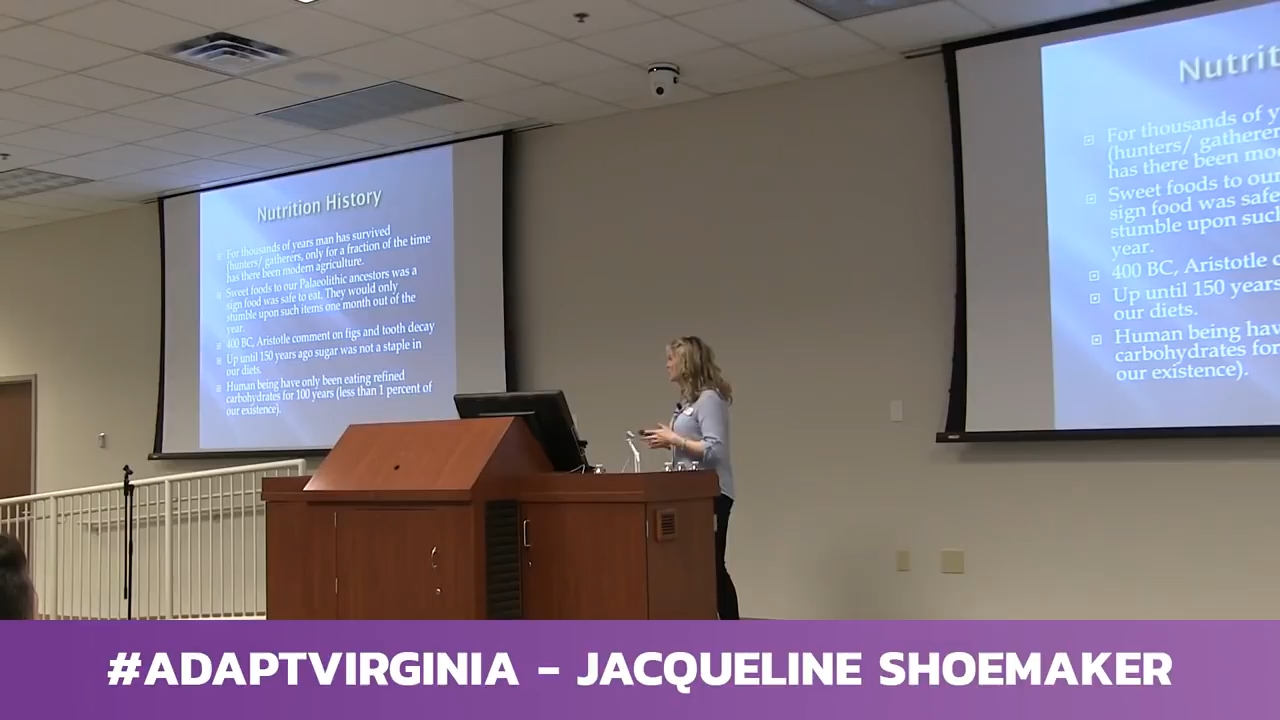 Nutrition History
For thousands of years man has survived
(hunters/ gatherers, only for a fraction of the time
has there been modern agriculture.
Sweet foods to our Palaeolithic ancestors was a
sign food was safe to eat. They would only
stumble upon such items one month out of the
year.
400 BC, Aristotle comment on figs and tooth decay
Up until 150 years ago sugar was not a staple in
our diets.
Human being have only been eating refined
carbohydrates for 100 years (less than 1 percent of
our existence).
Nutrit
For thousands of y
(hunters/ gatherer
has there been mo
Sweet foods to our
sign food was safe
stumble upon such
year.
400 BC, Aristotle c
Up until 150 years
our diets.
Human being hav
carbohydrates for
our existence).
#ADAPTVIRGINIA - JACQUELINE SHOEMAKER